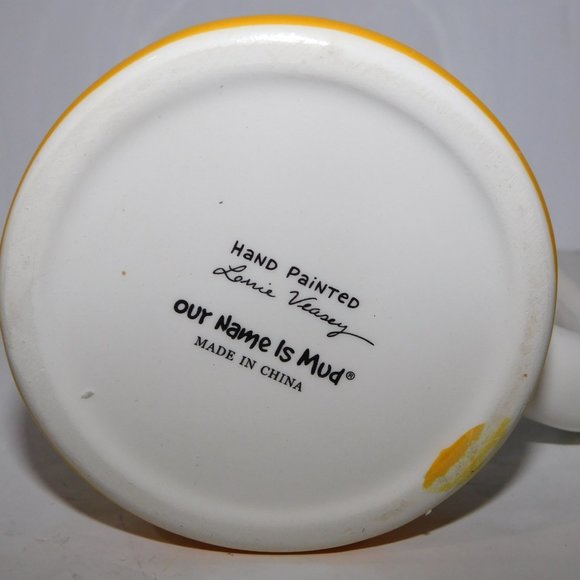 HaND PaiNTeD
Lorrie Veasey
OUr Name Is Mud®
MADE IN CHINA